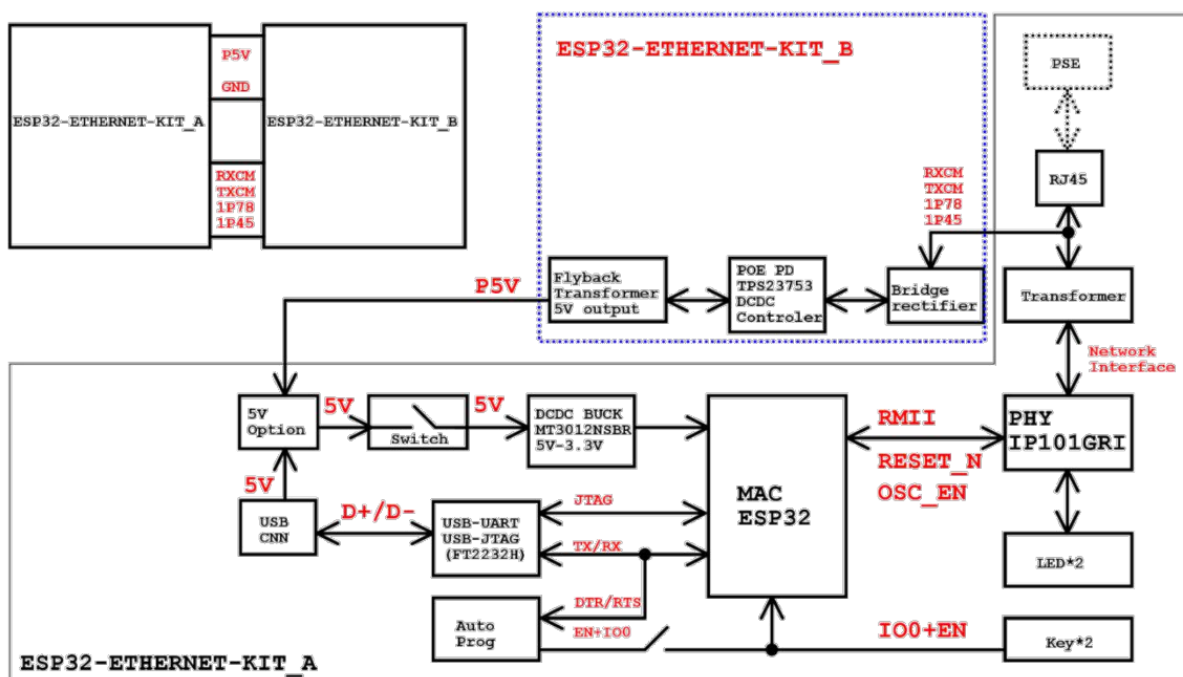 P5V
GND
ESP32-ETHERNET-KIT_A
ESP32-ETHERNET-KIT_B
RXCM
TXCM
1P78
1P45
ESP32-ETHERNET-KIT_B
PSE
RJ45
RXCM
TXCM
1P78
1P45
P5V
Flyback
Transformer
5V output
POE PD
TPS23753
DCDC
Controler
Bridge
rectifier
Transformer
Network
Interface
5V
Option
5V
Switch
5V
DCDC BUCK
MT3012NSBR
5V-3.3V
MAC
ESP32
RMII
RESET_N
OSC_EN
PHY
IP101GRI
5V
USB
CNN
D+/D-
USB-UART
USB-JTAG
(FT2232H)
JTAG
TX/RX
LED*2
DTR/RTS
Auto
Prog
EN+IO0
IO0+EN
Key*2
ESP32-ETHERNET-KIT_A